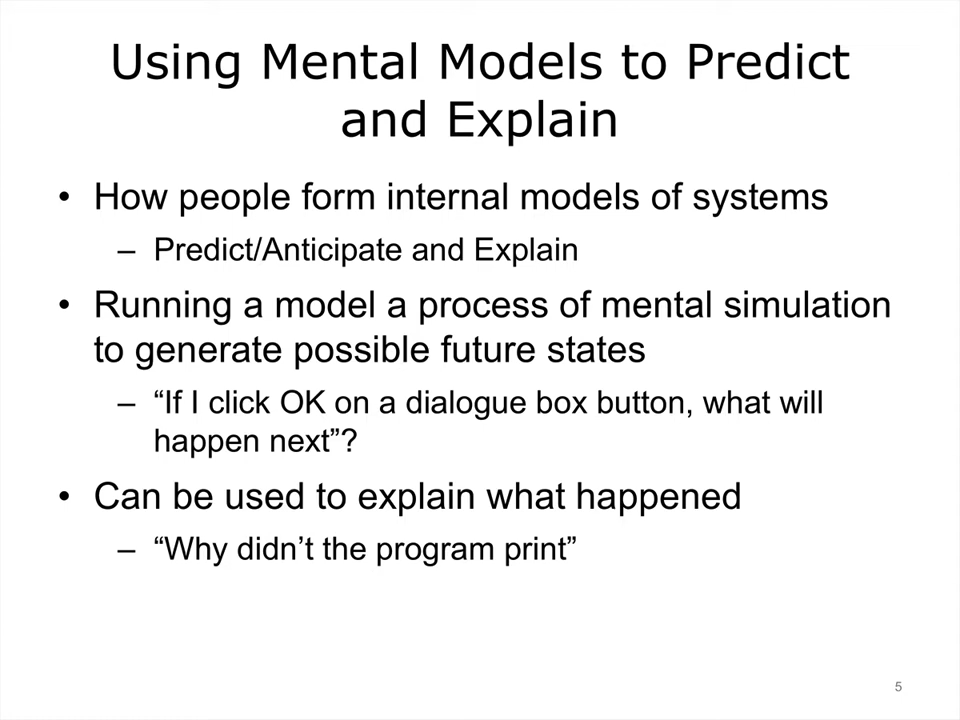 Using Mental Models to Predict
and Explain
• How people form internal models of systems
– Predict/Anticipate and Explain
• Running a model a process of mental simulation
to generate possible future states
– “If I click OK on a dialogue box button, what will
happen next”?
• Can be used to explain what happened
– “Why didn’t the program print”
5